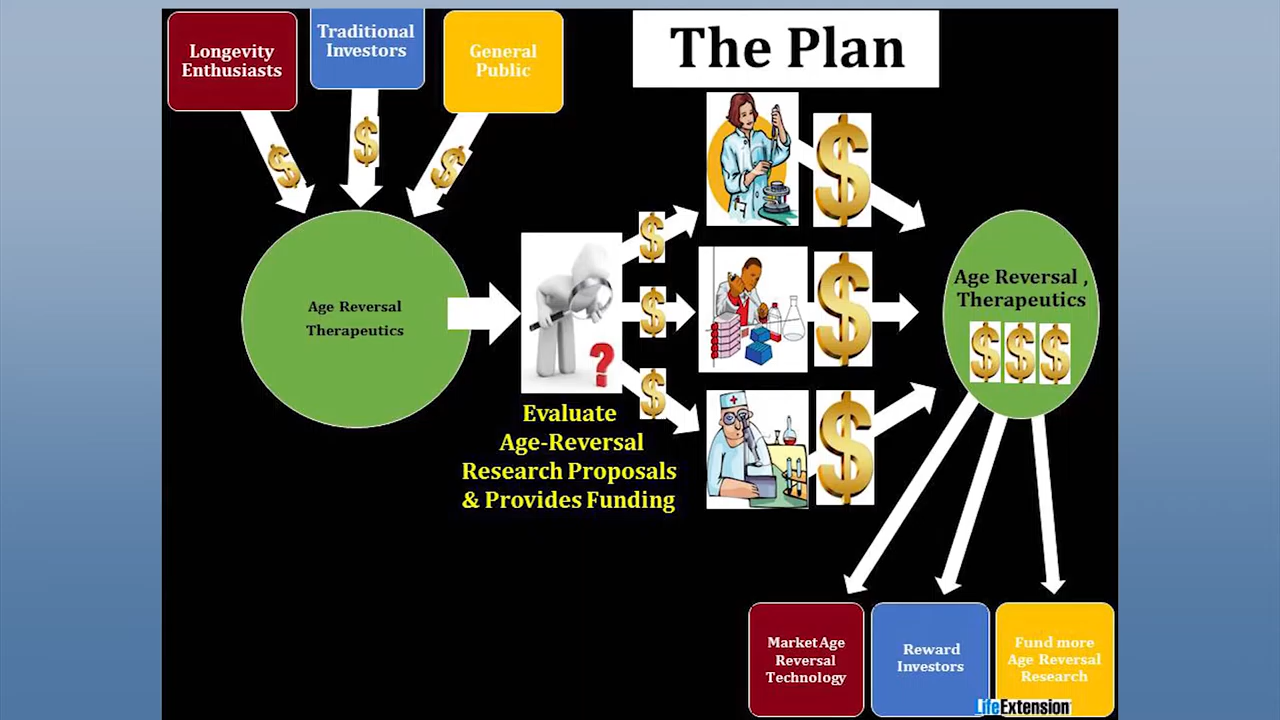 Longevity
Enthusiasts
Traditional
Investors
General
Public
The Plan
Age Reversal
Therapeutics
Evaluate
Age-Reversal
Research Proposals
& Provides Funding
Age Reversal ,
Therapeutics
Market Age
Reversal
Technology
Reward
Investors
Fund more
Age Reversal
Research
LifeExtension